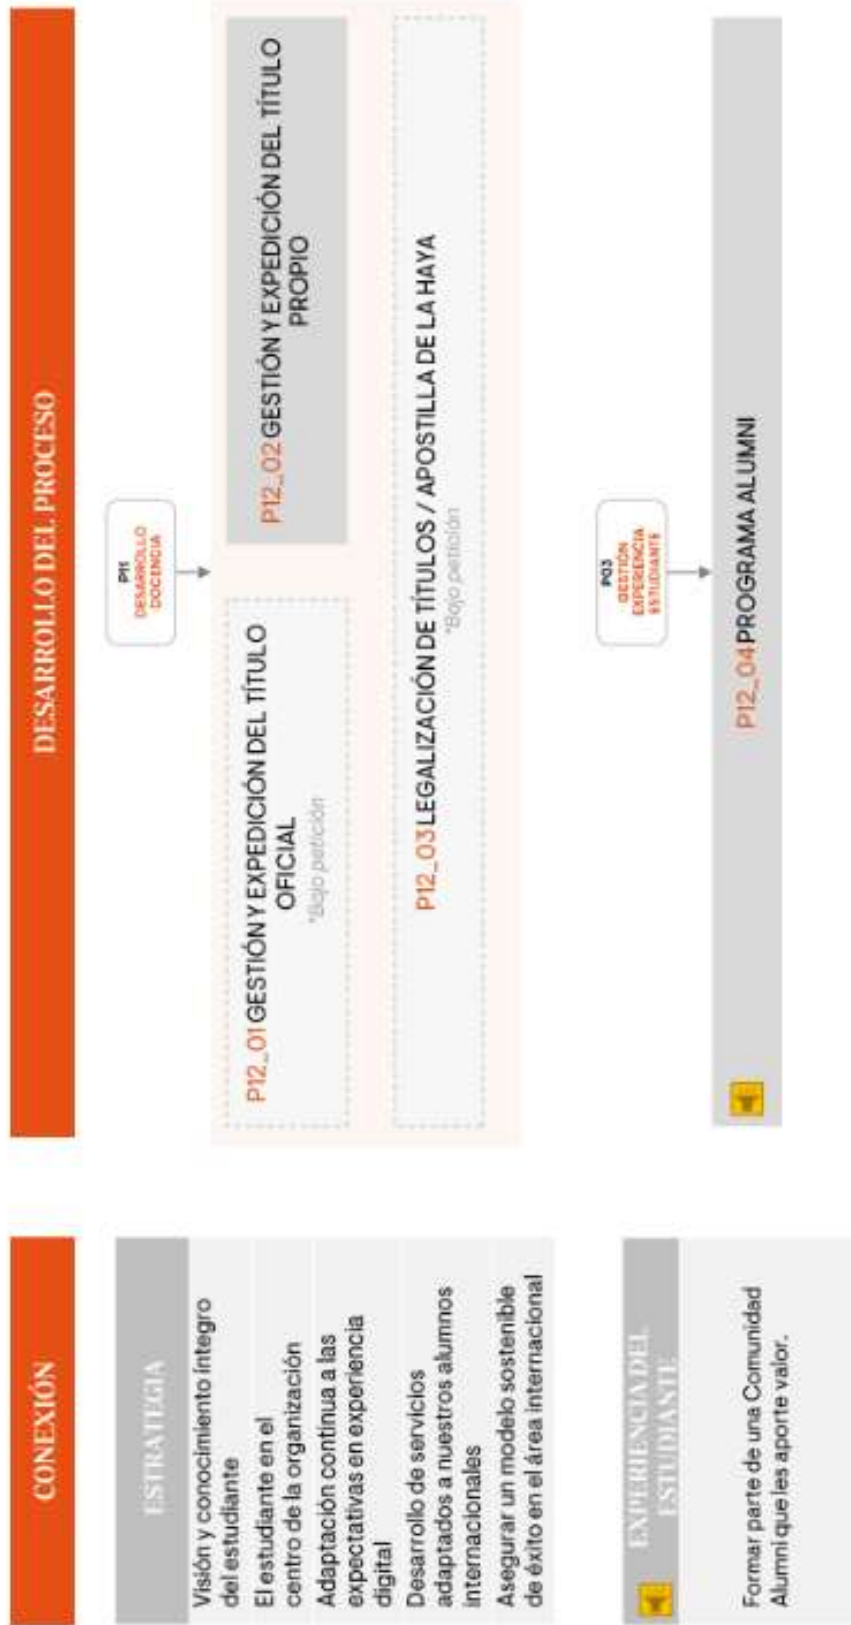 CONEXIÓN
ESTRATEGIA
Visión y conocimiento íntegro
del estudiante
El estudiante en el
centro de la organización
Adaptación continua a las
expectativas en experiencia
digital
Desarrollo de servicios
adaptados a nuestros alumnos
internacionales
Asegurar un modelo sostenible
de éxito en el área internacional
EXPERIENCIA DEL
ESTUDIANTE
Formar parte de una Comunidad
Alumni que les aporte valor.
DESARROLLO DEL PROCESO
P11
DESARROLLO
DOCENCIA
P12_01 GESTIÓN Y EXPEDICIÓN DEL TÍTULO
OFICIAL
*Bajo petición
P12_02 GESTIÓN Y EXPEDICIÓN DEL TÍTULO
PROPIO
P12_03 LEGALIZACIÓN DE TÍTULOS / APOSTILLA DE LA HAYA
*Bajo petición
P03
GESTIÓN
EXPERIENCIA
ESTUDIANTE
P12_04 PROGRAMA ALUMNI